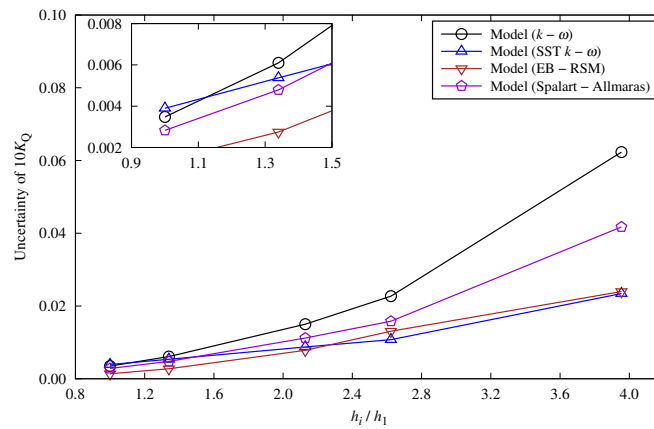 0.10
0.08
0.06
0.04
0.02
0.00
Uncertainty of 10K_Q
0.008
0.006
0.004
0.002
0.9 1.1 1.3 1.5
Model (k − ω)
Model (SST k − ω)
Model (EB − RSM)
Model (Spalart − Allmaras)
0.8 1.2 1.6 2.0 2.4 2.8 3.2 3.6 4.0
h_i / h_1